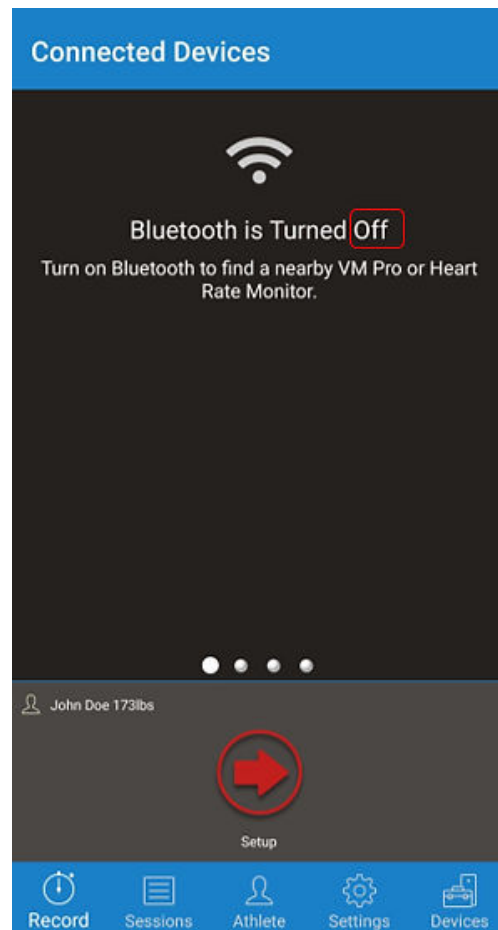 Connected Devices
Bluetooth is Turned Off
Turn on Bluetooth to find a nearby VM Pro or Heart
Rate Monitor.
John Doe 173lbs
Setup
Record Sessions Athlete Settings Devices